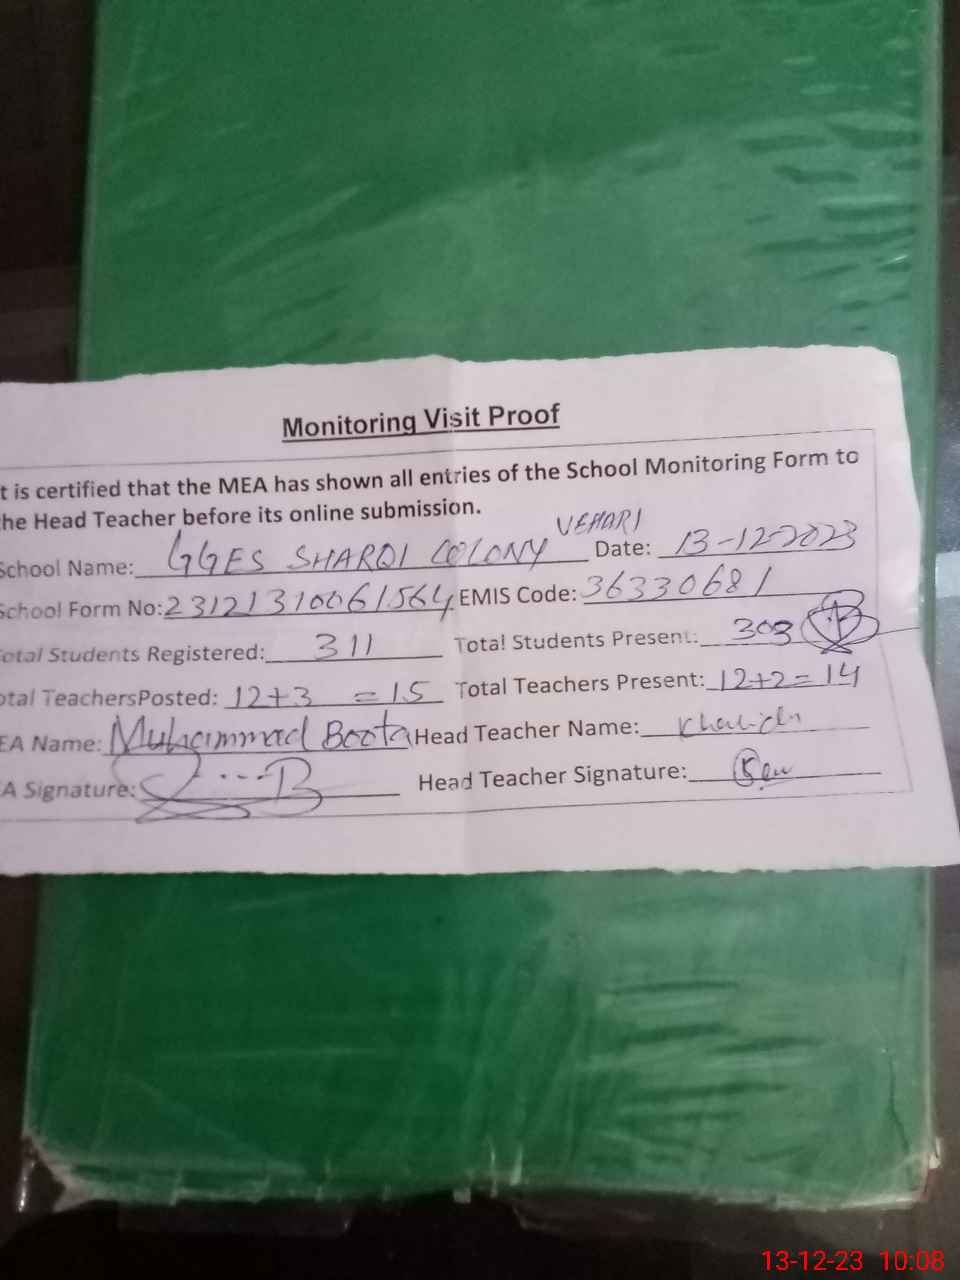 Monitoring Visit Proof
t is certified that the MEA has shown all entries of the School Monitoring Form to
he Head Teacher before its online submission.
School Name: GGES SHARQI COLONY VEHARI Date: 13-12-2023
School Form No: 23121310061564 EMIS Code: 36330681
otal Students Registered: 311 Total Students Present: 303
otal TeachersPosted: 12+3 = 15 Total Teachers Present: 12+2=14
EA Name: Muhammad Boota Head Teacher Name:
A Signature: Head Teacher Signature:
13-12-23 10:08